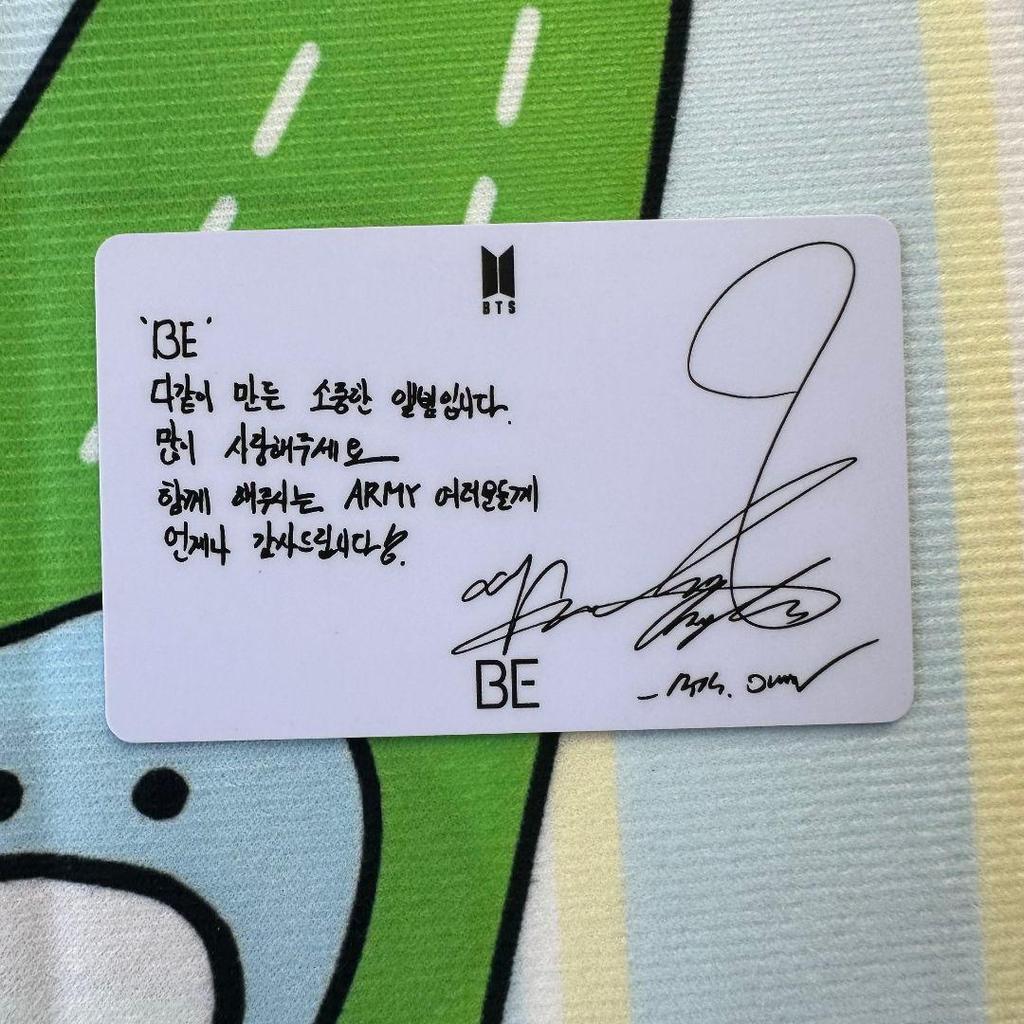 BTS
'BE'
다같이 만든 소중한 앨범입니다.
많이 사랑해주세요
함께 해주시는 ARMY 여러분들께
언제나 감사드립니다.
BE